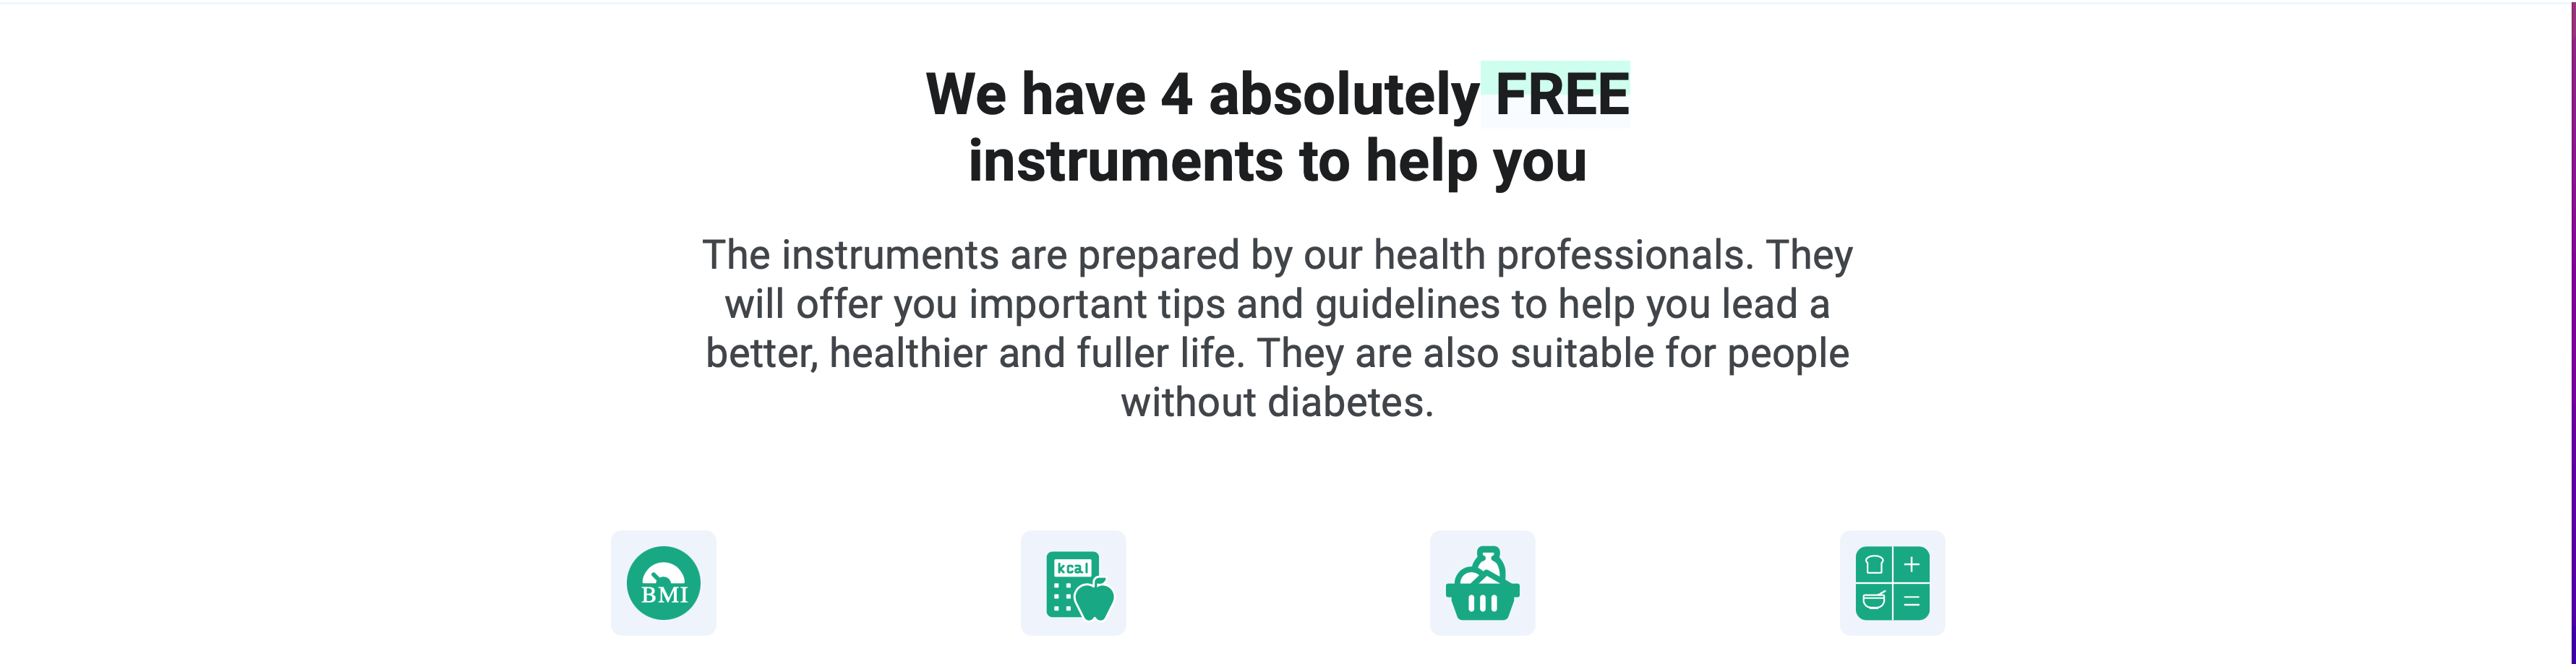 We have 4 absolutely FREE
instruments to help you
The instruments are prepared by our health professionals. They
will offer you important tips and guidelines to help you lead a
better, healthier and fuller life. They are also suitable for people
without diabetes.
BMI
kcal